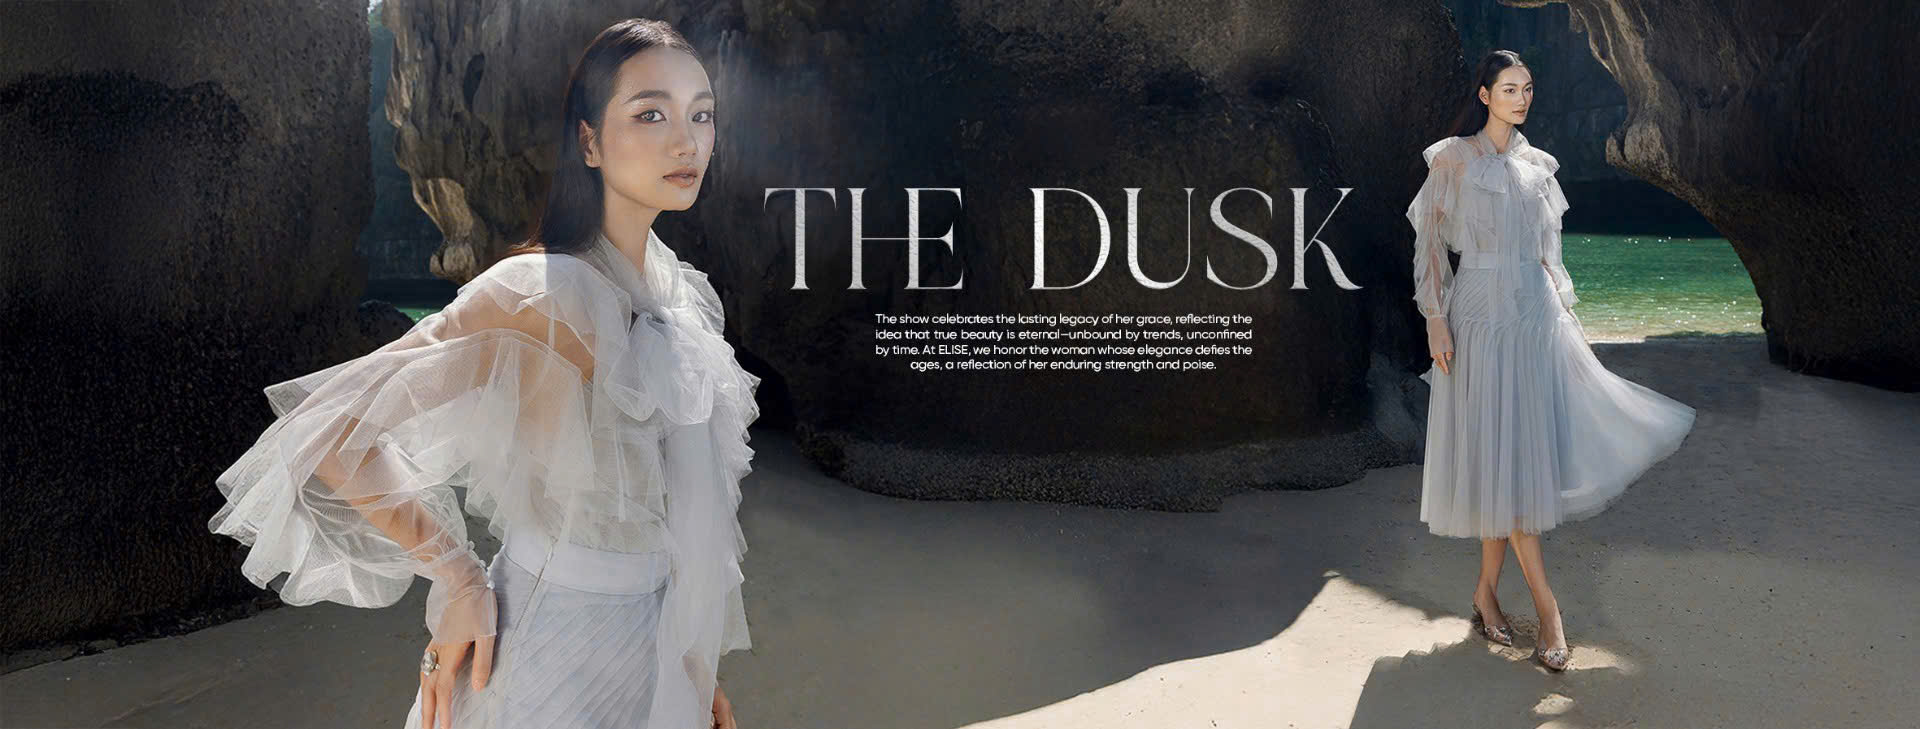 THE DUSK
The show celebrates the lasting legacy of her grace, reflecting the
idea that true beauty is eternal—unbound by trends, unconfined
by time. At ELISE, we honor the woman whose elegance defies the
ages, a reflection of her enduring strength and poise.